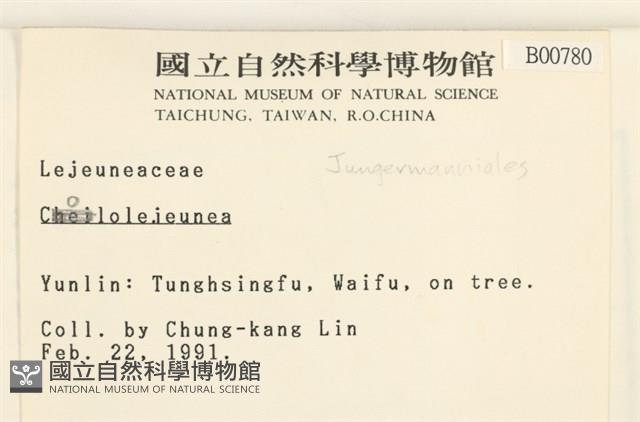 國立自然科學博物館
B00780
NATIONAL MUSEUM OF NATURAL SCIENCE
TAICHUNG, TAIWAN, R.O.CHINA
Lejeuneaceae
Jungermanniales
o
Cheilolejeunea
Yunlin: Tunghsingfu, Waifu, on tree.
Coll. by Chung-kang Lin
Feb. 22, 1991.
國立自然科學博物館
NATIONAL MUSEUM OF NATURAL SCIENCE